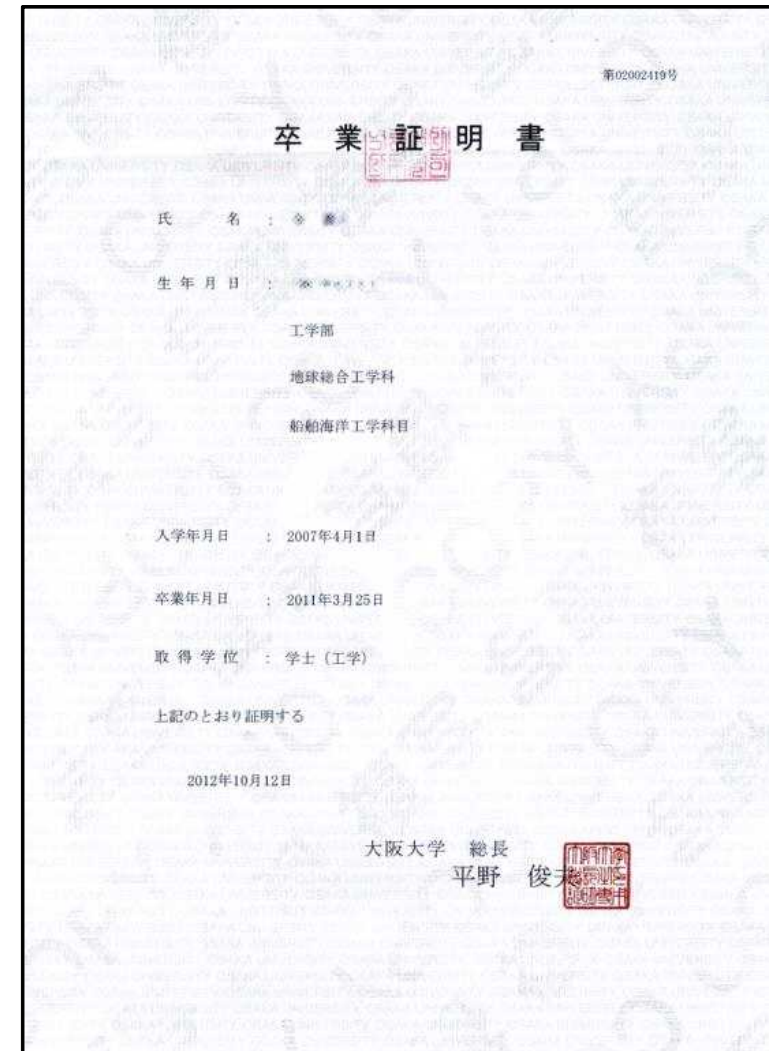 第02002419号
卒業証明書
氏　　名 : 金
生年月日 :
工学部
地球総合工学科
船舶海洋工学科目
入学年月日 : 2007年4月1日
卒業年月日 : 2011年3月25日
取得学位 : 学士（工学）
上記のとおり証明する
2012年10月12日
大阪大学　総長
平野　俊夫